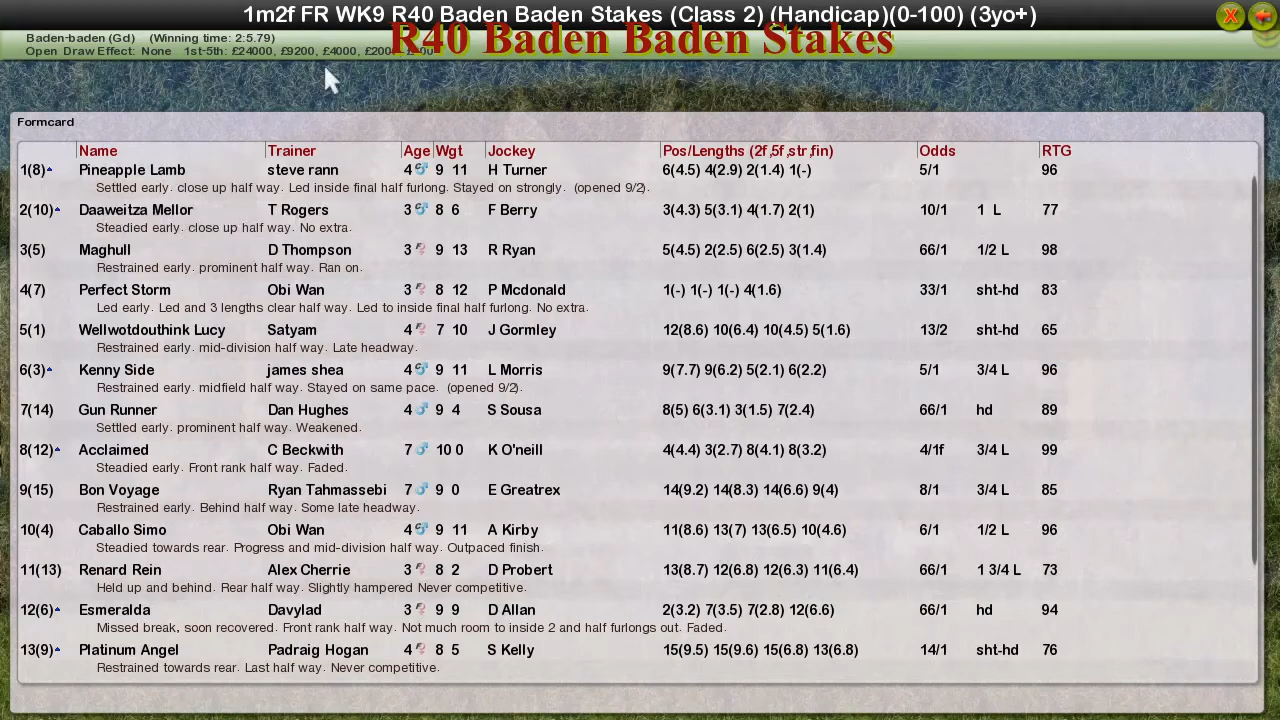 1m2f FR WK9 R40 Baden Baden Stakes (Class 2) (Handicap)(0-100) (3yo+)
R40 Baden Baden Stakes
Baden-baden (Gd) (Winning time: 2:5.79)
Open Draw Effect: None 1st-5th: £24000, £9200, £4000,
Formcard
Name Trainer Age Wgt Jockey Pos/Lengths (2f,5f,str,fin) Odds RTG
1(8) Pineapple Lamb steve rann 4 9 11 H Turner 6(4.5) 4(2.9) 2(1.4) 1(-) 5/1 96
Settled early. close up half way. Led inside final half furlong. Stayed on strongly. (opened 9/2).
2(10) Daaweitza Mellor T Rogers 3 8 6 F Berry 3(4.3) 5(3.1) 4(1.7) 2(1) 10/1 1 L 77
Steadied early. close up half way. No extra.
3(5) Maghull D Thompson 3 9 13 R Ryan 5(4.5) 2(2.5) 6(2.5) 3(1.4) 66/1 1/2 L 98
Restrained early. prominent half way. Ran on.
4(7) Perfect Storm Obi Wan 3 8 12 P Mcdonald 1(-) 1(-) 1(-) 4(1.6) 33/1 sht-hd 83
Led early. Led and 3 lengths clear half way. Led to inside final half furlong. No extra.
5(1) Wellwotdouthink Lucy Satyam 4 7 10 J Gormley 12(8.6) 10(6.4) 10(4.5) 5(1.6) 13/2 sht-hd 65
Restrained early. mid-division half way. Late headway.
6(3) Kenny Side james shea 4 9 11 L Morris 9(7.7) 9(6.2) 5(2.1) 6(2.2) 5/1 3/4 L 96
Restrained early. midfield half way. Stayed on same pace. (opened 9/2).
7(14) Gun Runner Dan Hughes 4 9 4 S Sousa 8(5) 6(3.1) 3(1.5) 7(2.4) 66/1 hd 89
Settled early. prominent half way. Weakened.
8(12) Acclaimed C Beckwith 7 10 0 K O'neill 4(4.4) 3(2.7) 8(4.1) 8(3.2) 4/1f 3/4 L 99
Steadied early. Front rank half way. Faded.
9(15) Bon Voyage Ryan Tahmassebi 7 9 0 E Greatrex 14(9.2) 14(8.3) 14(6.6) 9(4) 8/1 3/4 L 85
Restrained early. Behind half way. Some late headway.
10(4) Caballo Simo Obi Wan 4 9 11 A Kirby 11(8.6) 13(7) 13(6.5) 10(4.6) 6/1 1/2 L 96
Steadied towards rear. Progress and mid-division half way. Outpaced finish.
11(13) Renard Rein Alex Cherrie 3 8 2 D Probert 13(8.7) 12(6.8) 12(6.3) 11(6.4) 66/1 1 3/4 L 73
Held up and behind. Rear half way. Slightly hampered Never competitive.
12(6) Esmeralda Davylad 3 9 9 D Allan 2(3.2) 7(3.5) 7(2.8) 12(6.6) 66/1 hd 94
Missed break, soon recovered. Front rank half way. Not much room to inside 2 and half furlongs out. Faded.
13(9) Platinum Angel Padraig Hogan 4 8 5 S Kelly 15(9.5) 15(9.6) 15(6.8) 13(6.8) 14/1 sht-hd 76
Restrained towards rear. Last half way. Never competitive.